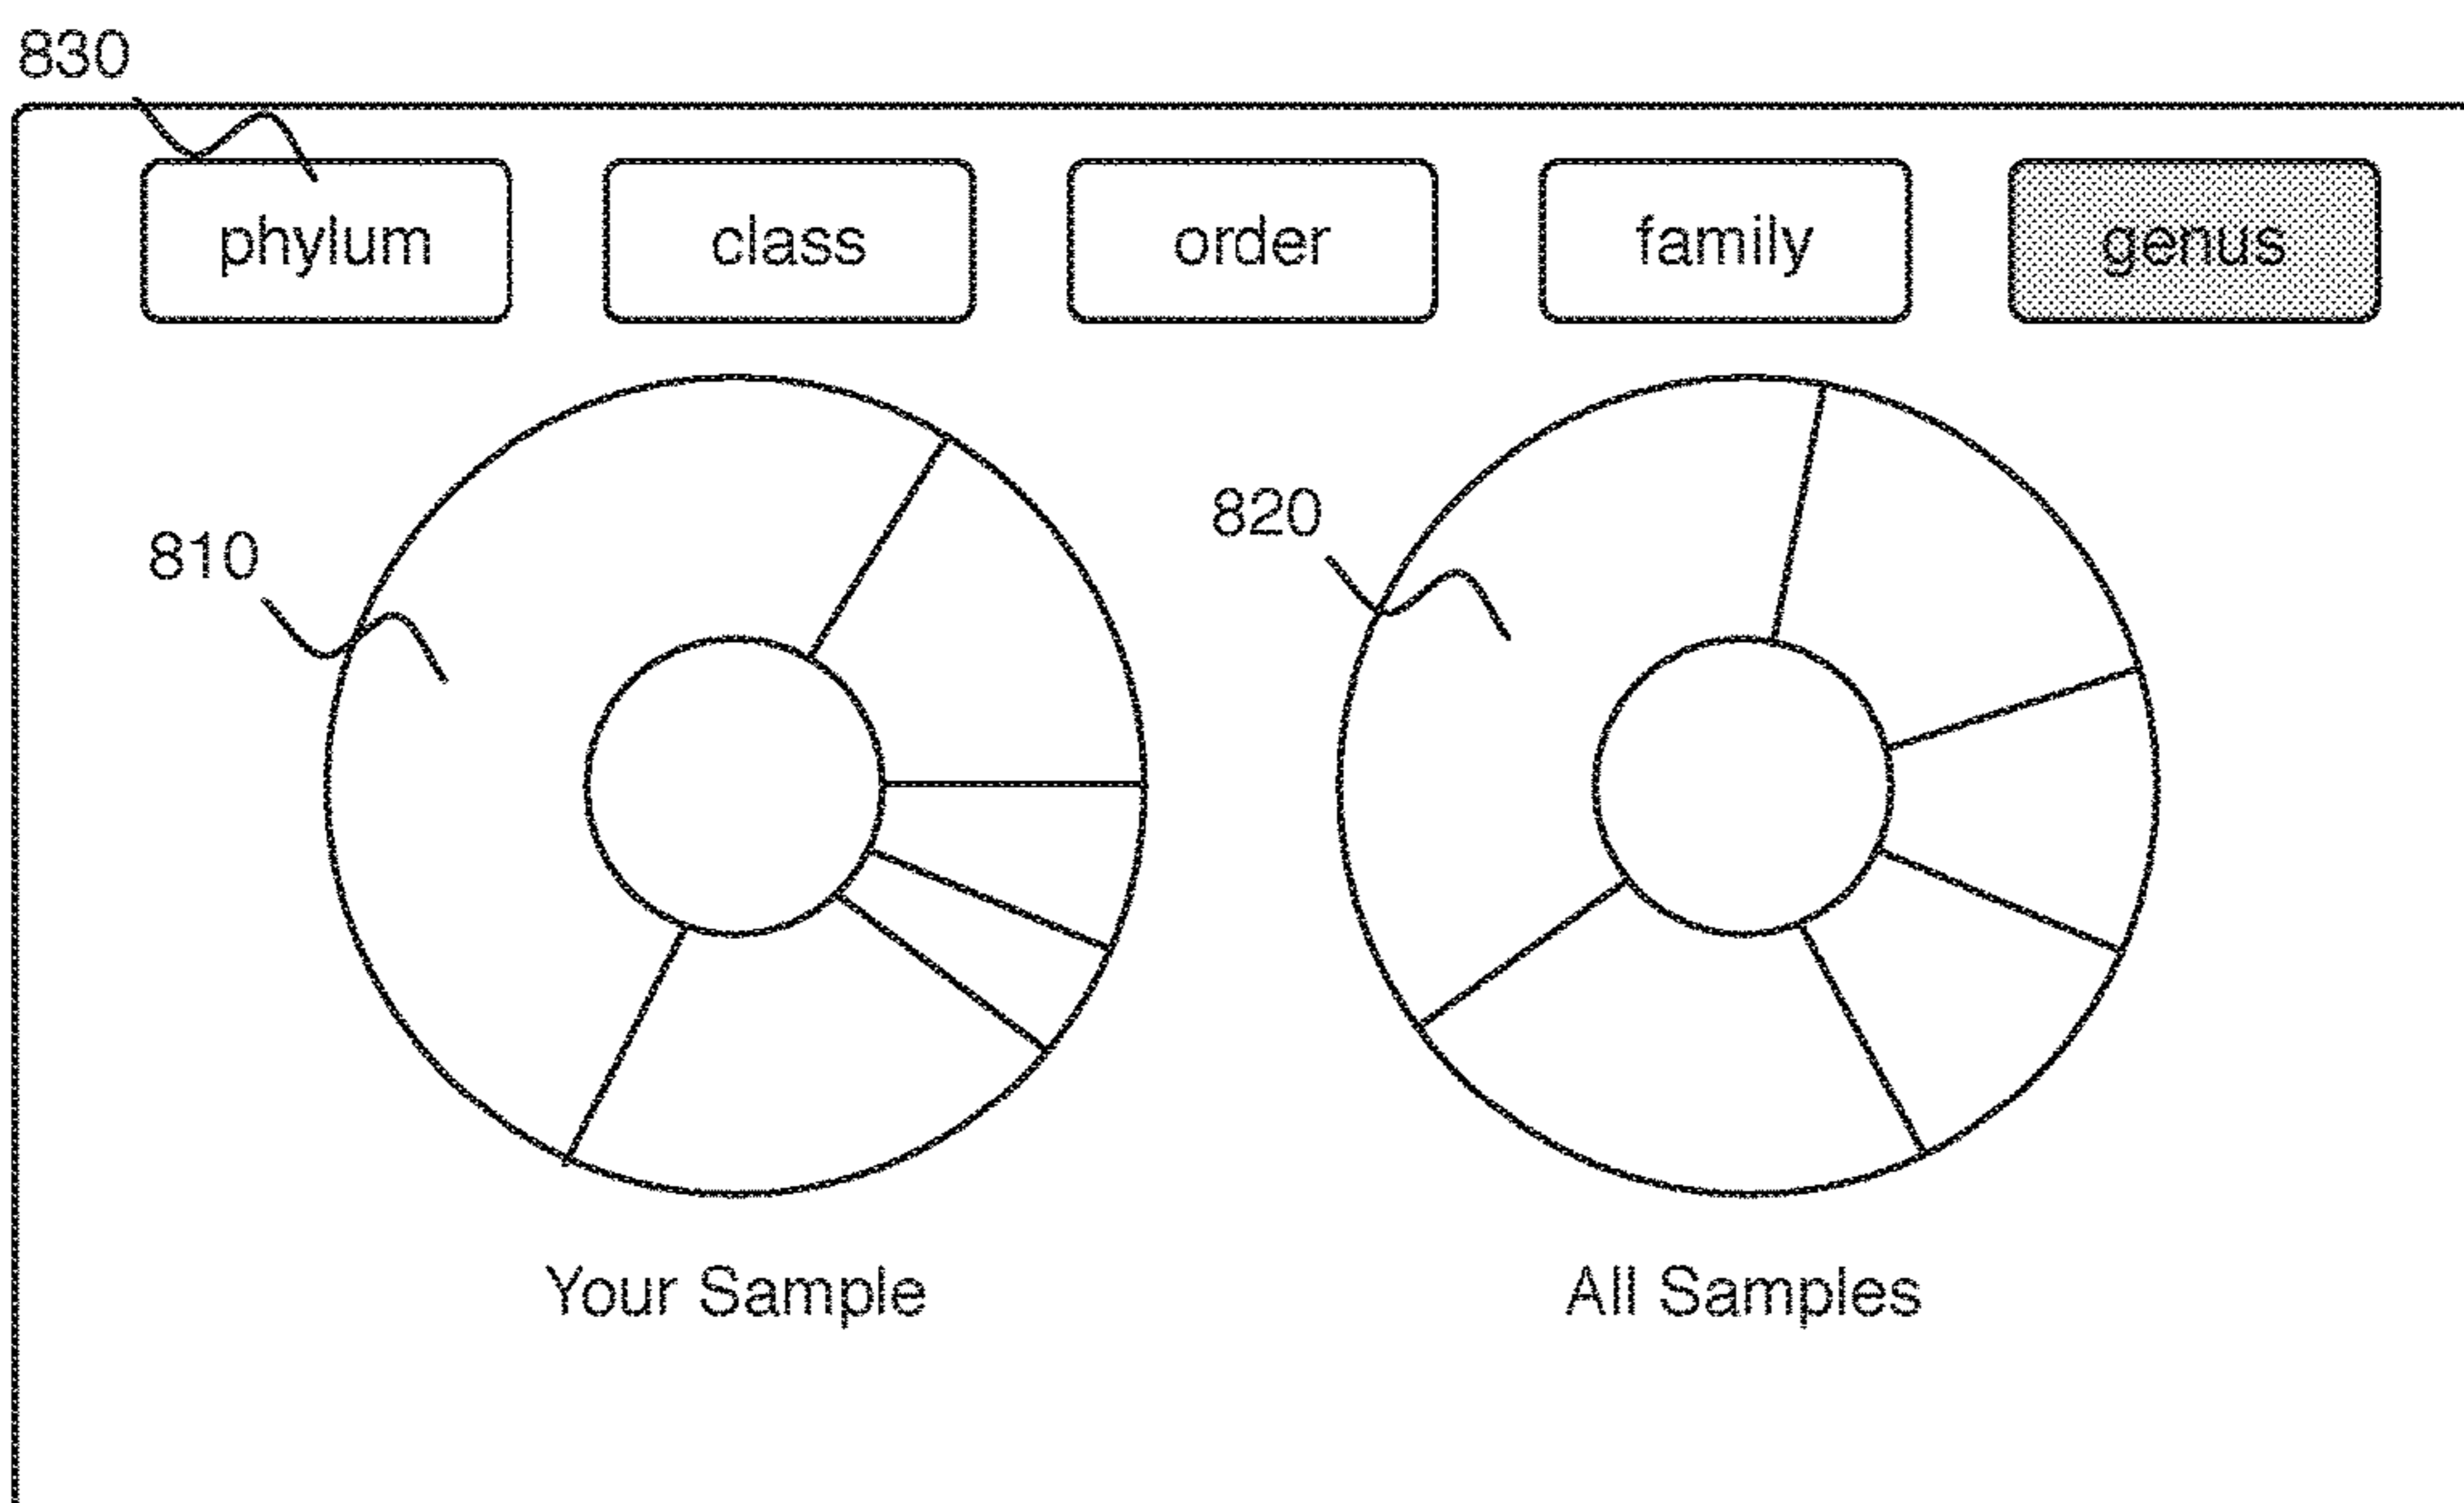 830
phylum class order family genus
810
820
Your Sample
All Samples